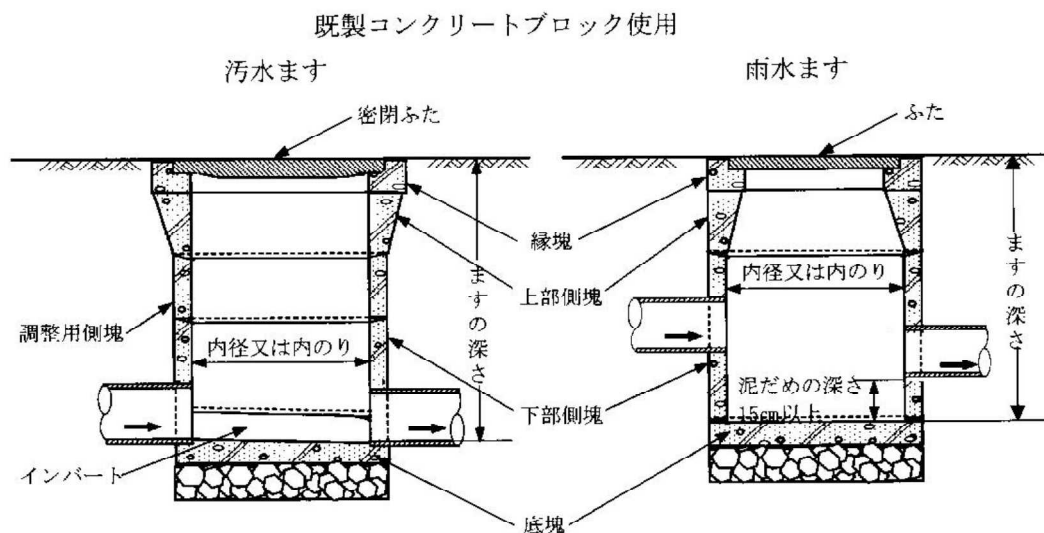 既製コンクリートブロック使用
汚水ます
雨水ます
密閉ふた
ふた
縁塊
上部側塊
調整用側塊
内径又は内のり
ますの深さ
内径又は内のり
ますの深さ
下部側塊
泥だめの深さ
15cm以上
インバート
底塊